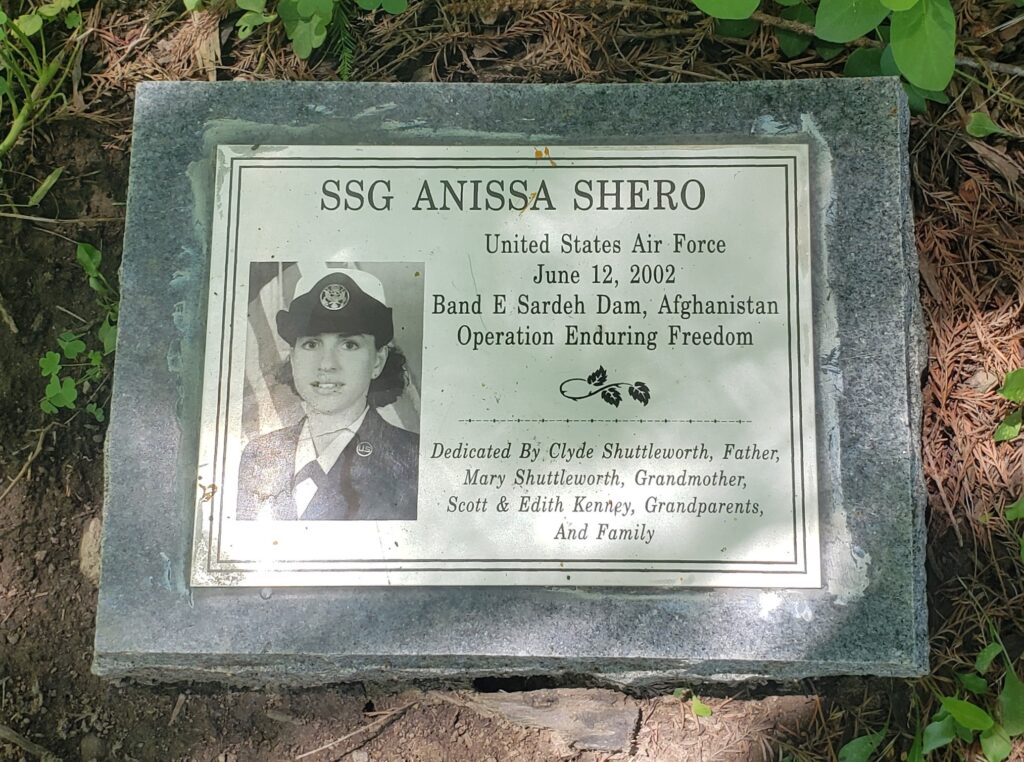 SSG ANISSA SHERO
United States Air Force
June 12, 2002
Band E Sardeh Dam, Afghanistan
Operation Enduring Freedom
Dedicated By Clyde Shuttleworth, Father,
Mary Shuttleworth, Grandmother,
Scott & Edith Kenney, Grandparents,
And Family
US